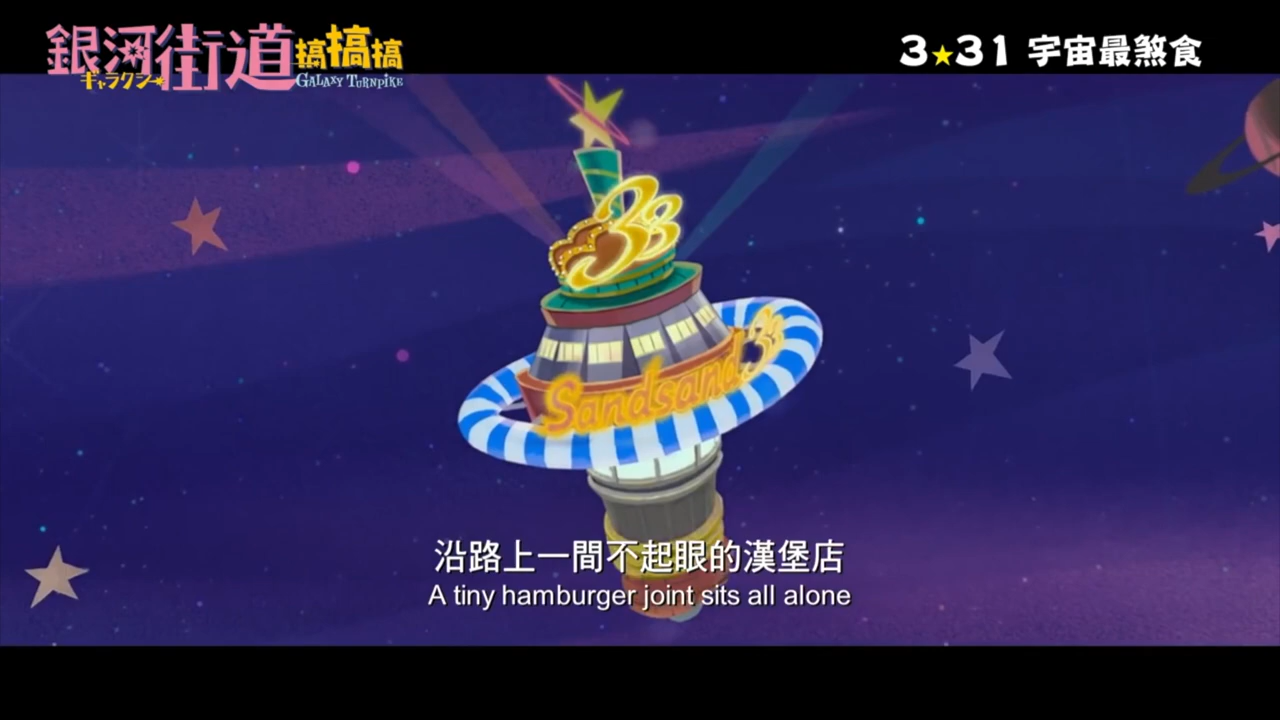 銀河街道搞搞搞
ギャラクシー
GALAXY TURNPIKE
3★31 宇宙最煞食
33
Sandsand 33
沿路上一間不起眼的漢堡店
A tiny hamburger joint sits all alone